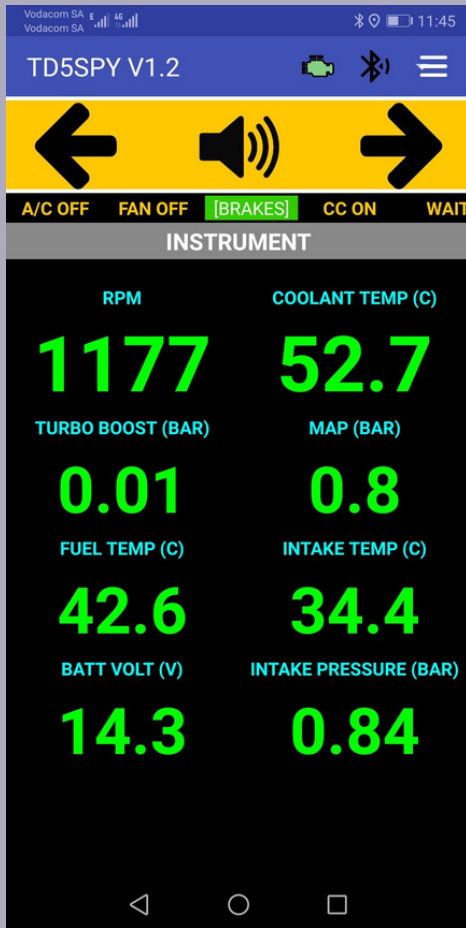 Vodacom SA E 4G 11:45
Vodacom SA
TD5SPY V1.2
A/C OFF FAN OFF [BRAKES] CC ON WAIT
INSTRUMENT
RPM COOLANT TEMP (C)
1177 52.7
TURBO BOOST (BAR) MAP (BAR)
0.01 0.8
FUEL TEMP (C) INTAKE TEMP (C)
42.6 34.4
BATT VOLT (V) INTAKE PRESSURE (BAR)
14.3 0.84